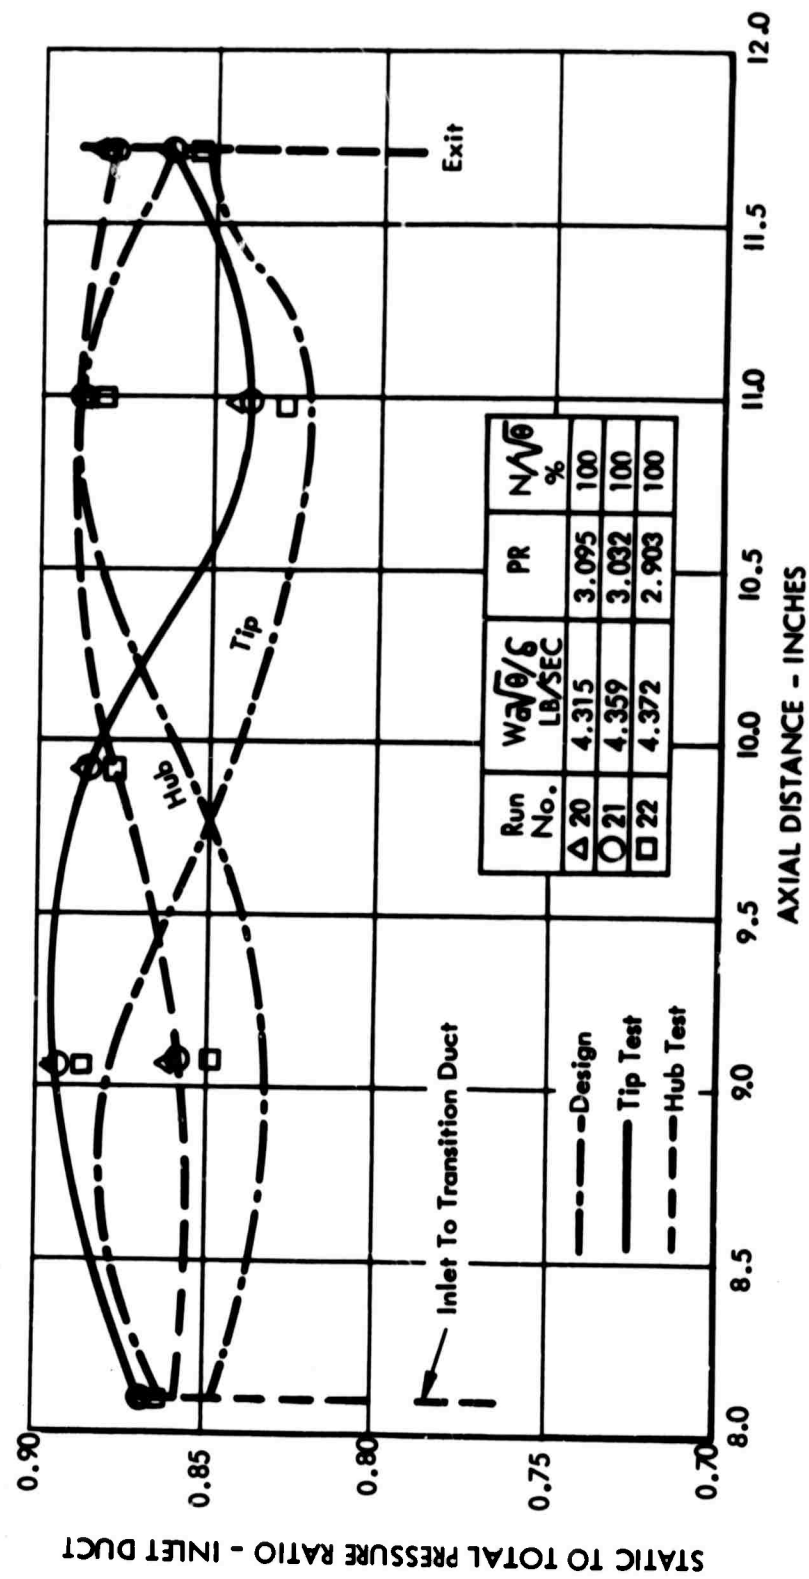 STATIC TO TOTAL PRESSURE RATIO - INLET DUCT
0.90
0.85
0.80
0.75
0.70
8.0
8.5
9.0
9.5
10.0
10.5
11.0
11.5
12.0
AXIAL DISTANCE - INCHES
Exit
Tip
Hub
Inlet To Transition Duct
Design
Tip Test
Hub Test
Run No. Wa√θ/δ LB/SEC PR N/√θ %
△ 20 4.315 3.095 100
○ 21 4.359 3.032 100
□ 22 4.372 2.903 100